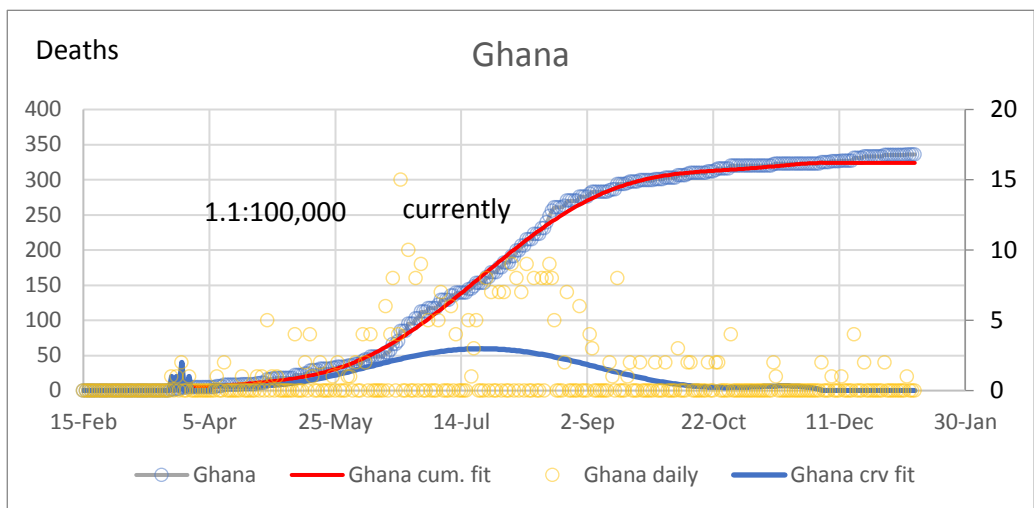 Deaths
Ghana
400
350
300
250
200
150
100
50
0
20
15
10
5
0
1.1:100,000 currently
15-Feb 5-Apr 25-May 14-Jul 2-Sep 22-Oct 11-Dec 30-Jan
Ghana Ghana cum. fit Ghana daily Ghana crv fit